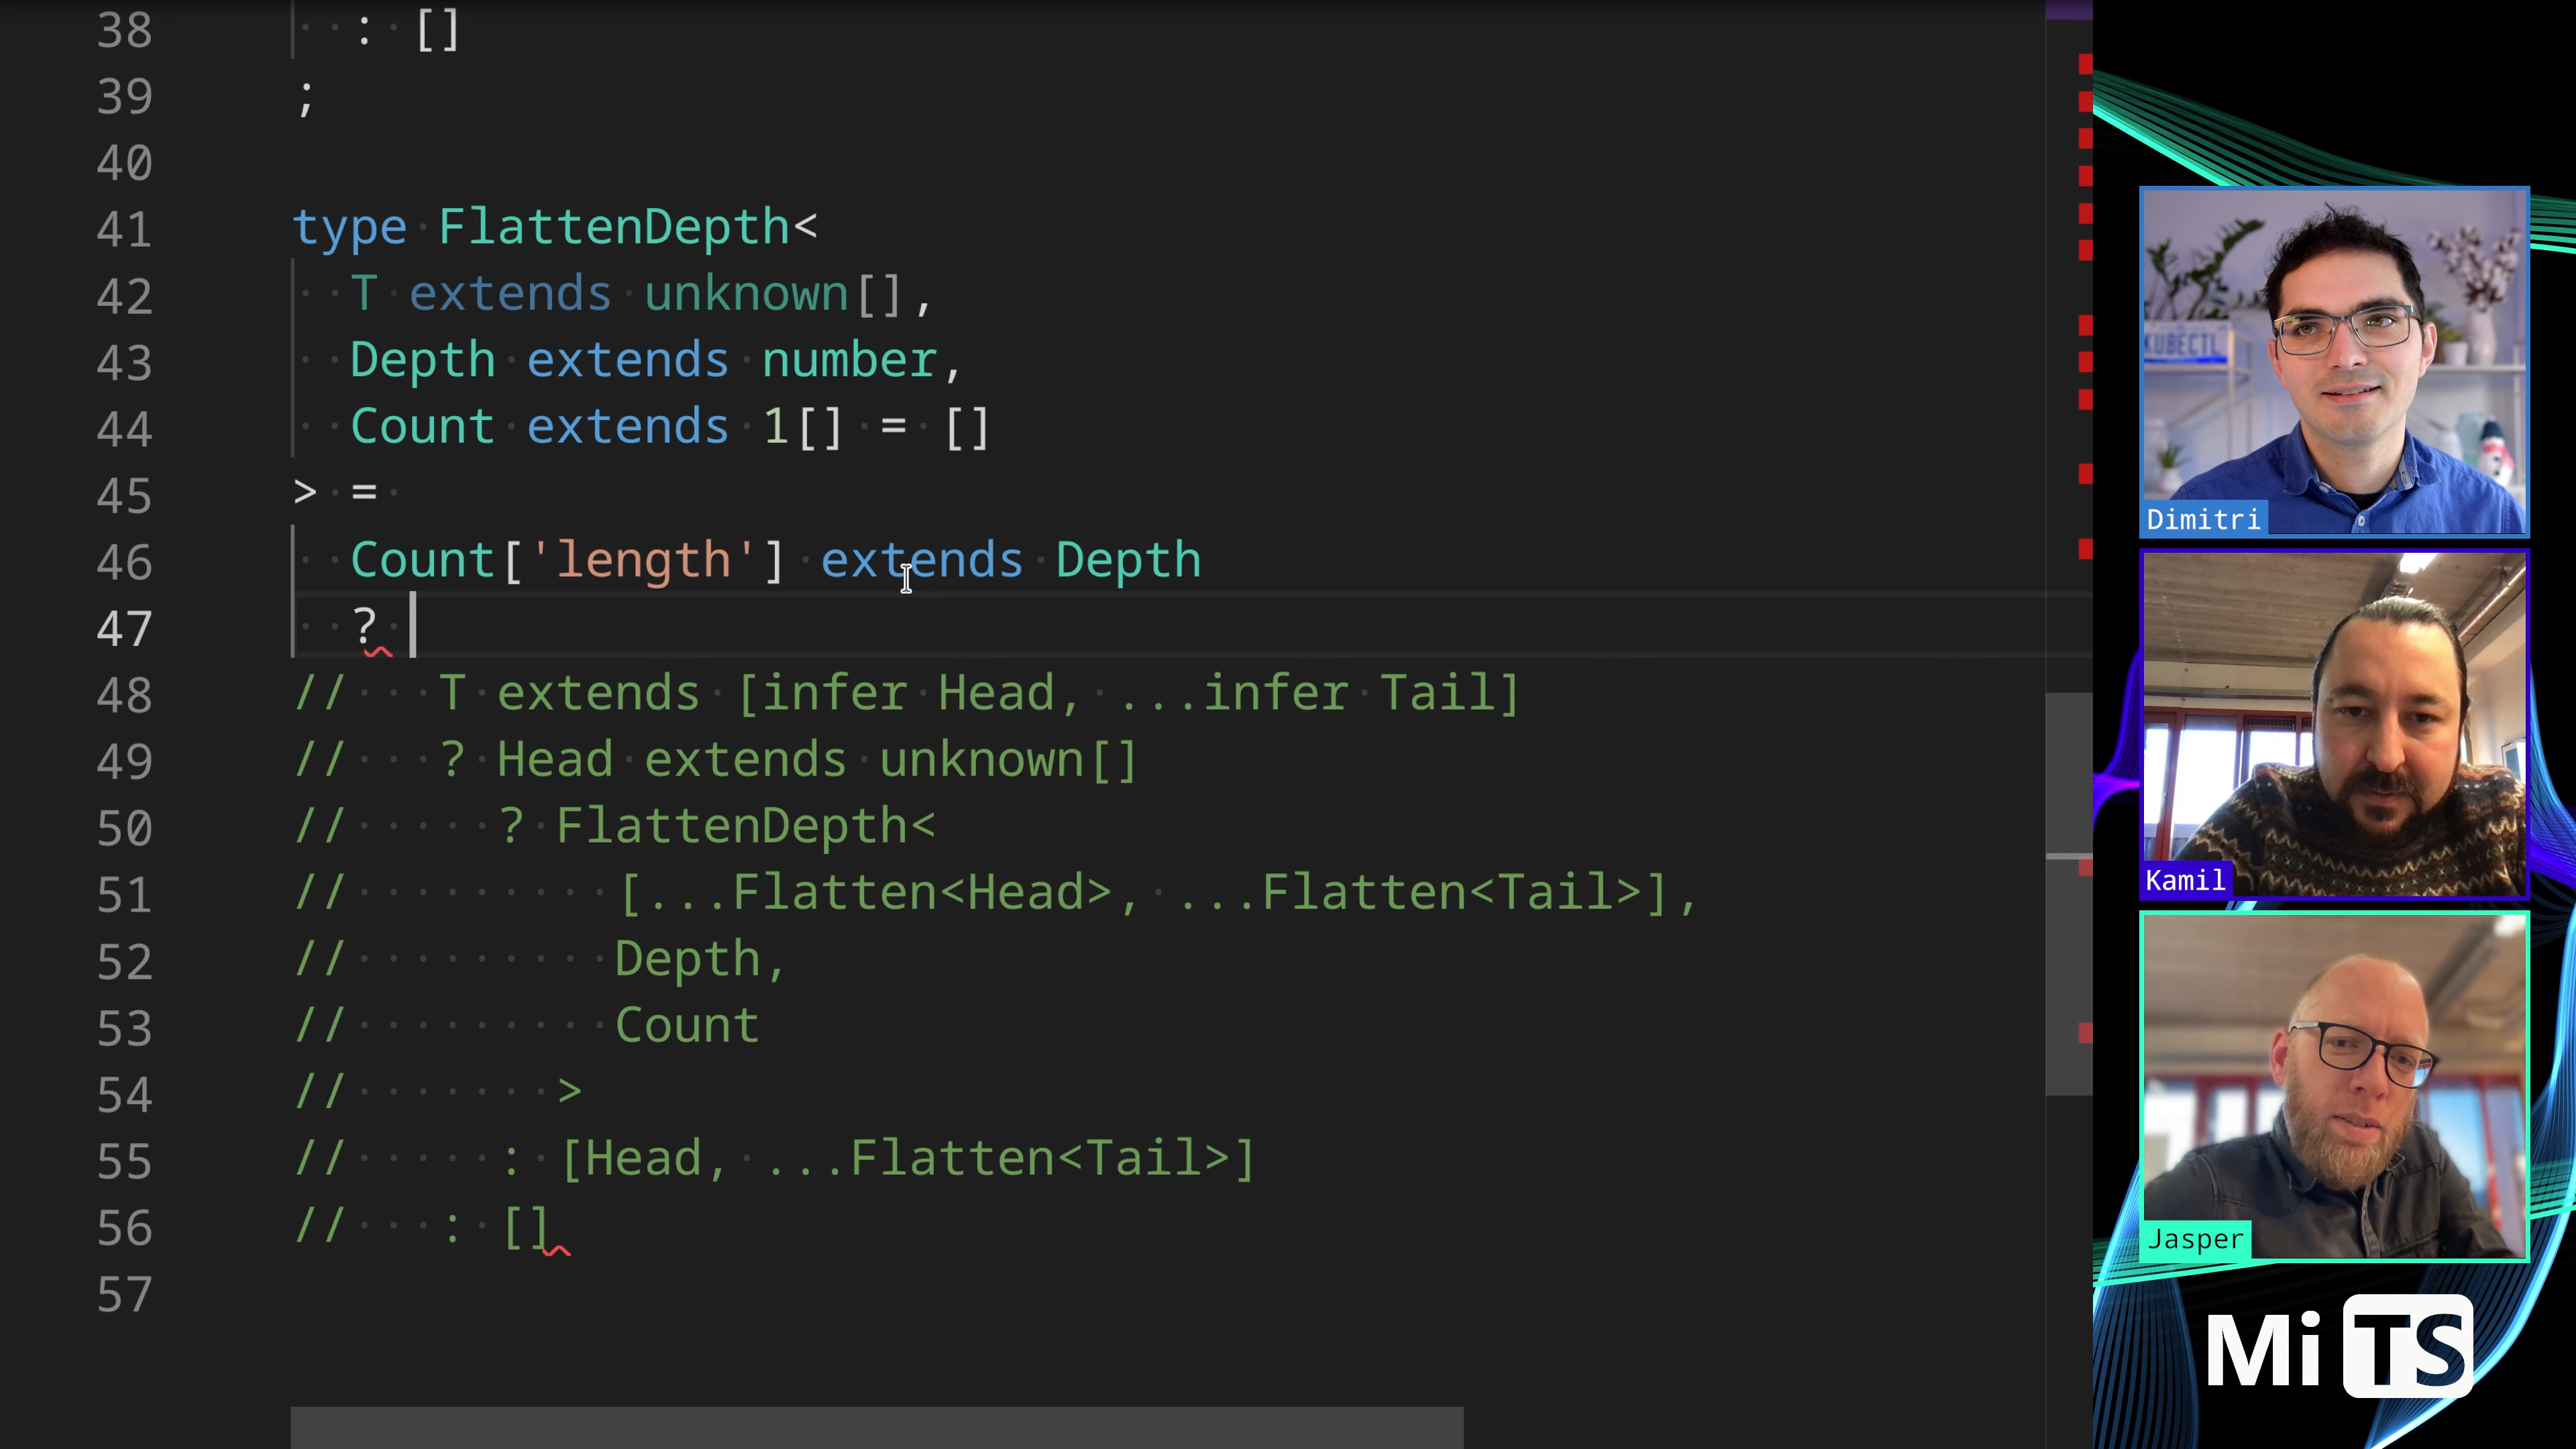 38     : []
39 ;
40
41 type FlattenDepth<
42   T extends unknown[],
43   Depth extends number,
44   Count extends 1[] = []
45 > =
46   Count['length'] extends Depth
47   ?
48 //   T extends [infer Head, ...infer Tail]
49 //   ? Head extends unknown[]
50 //     ? FlattenDepth<
51 //         [...Flatten<Head>, ...Flatten<Tail>],
52 //         Depth,
53 //         Count
54 //       >
55 //     : [Head, ...Flatten<Tail>]
56 //   : []
57
KUBECTL
Dimitri
Kamil
Jasper
Mi TS